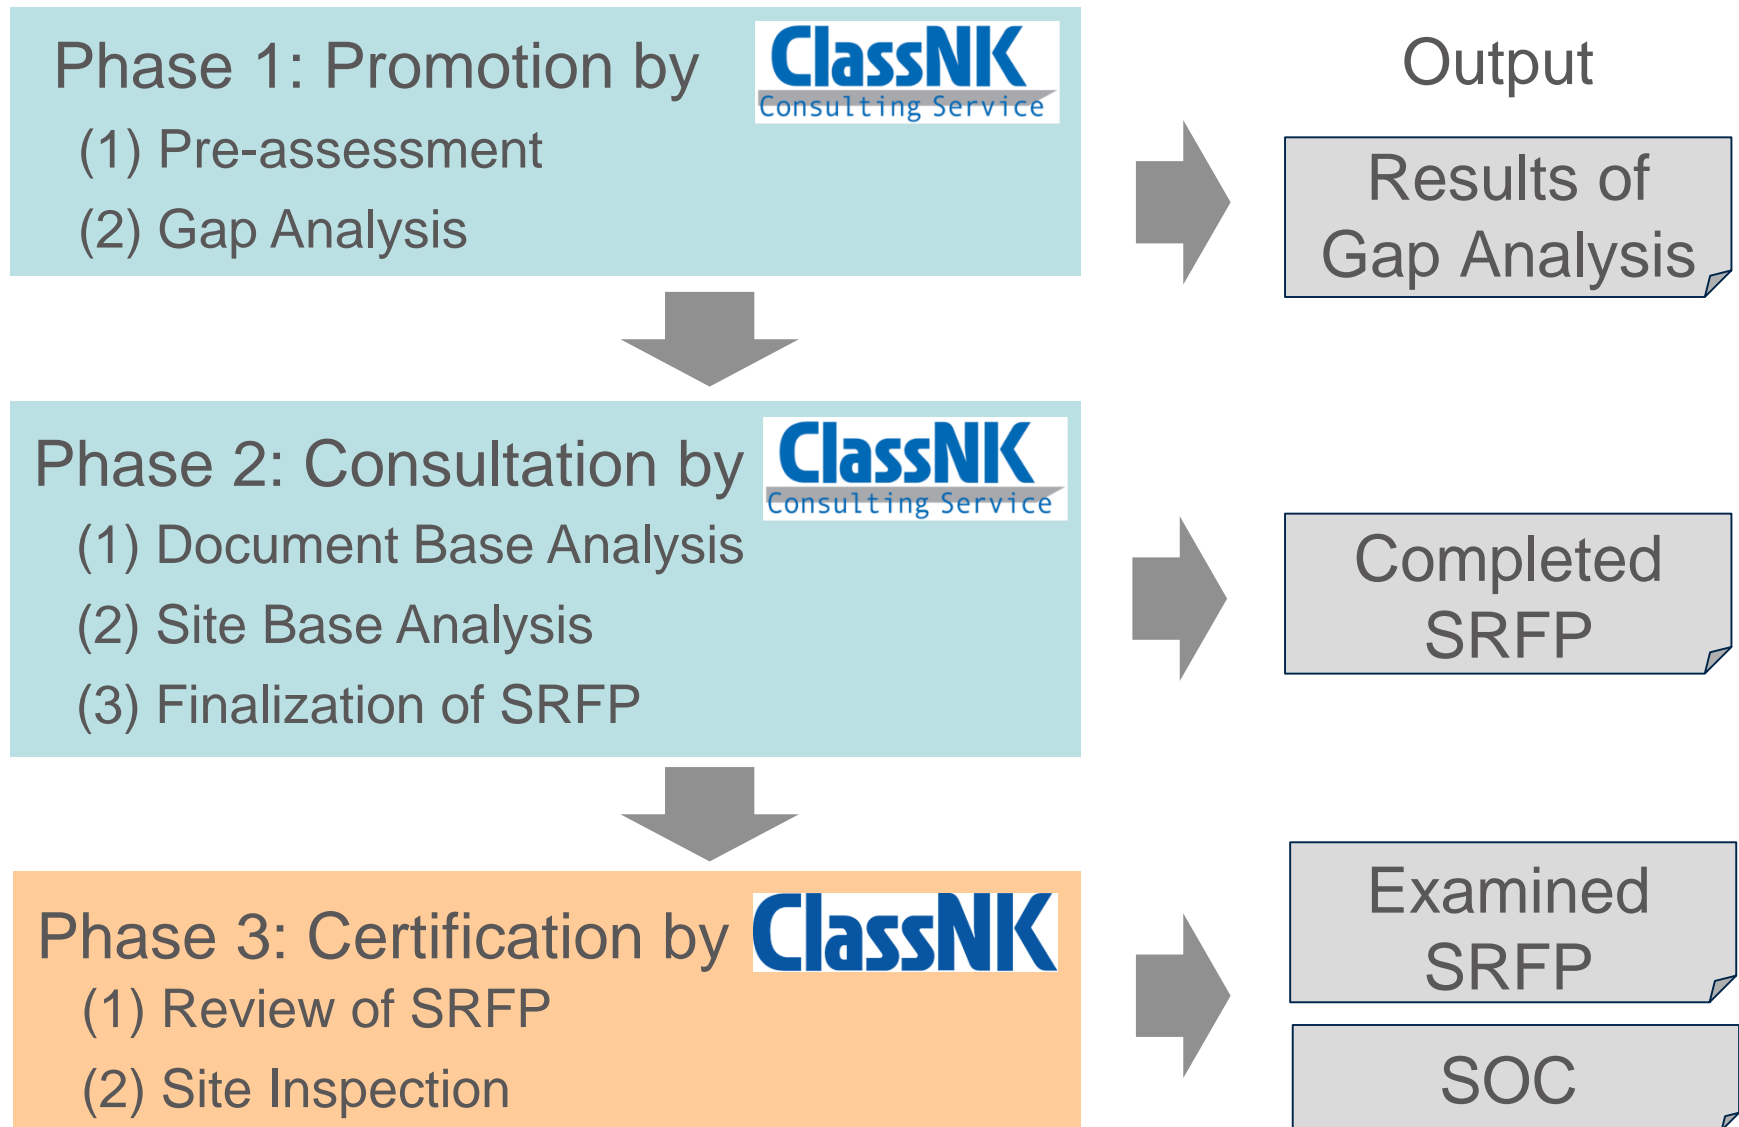 Phase 1: Promotion by ClassNK
Consulting Service
(1) Pre-assessment
(2) Gap Analysis
Output
Results of
Gap Analysis
Phase 2: Consultation by ClassNK
Consulting Service
(1) Document Base Analysis
(2) Site Base Analysis
(3) Finalization of SRFP
Completed
SRFP
Phase 3: Certification by ClassNK
(1) Review of SRFP
(2) Site Inspection
Examined
SRFP
SOC